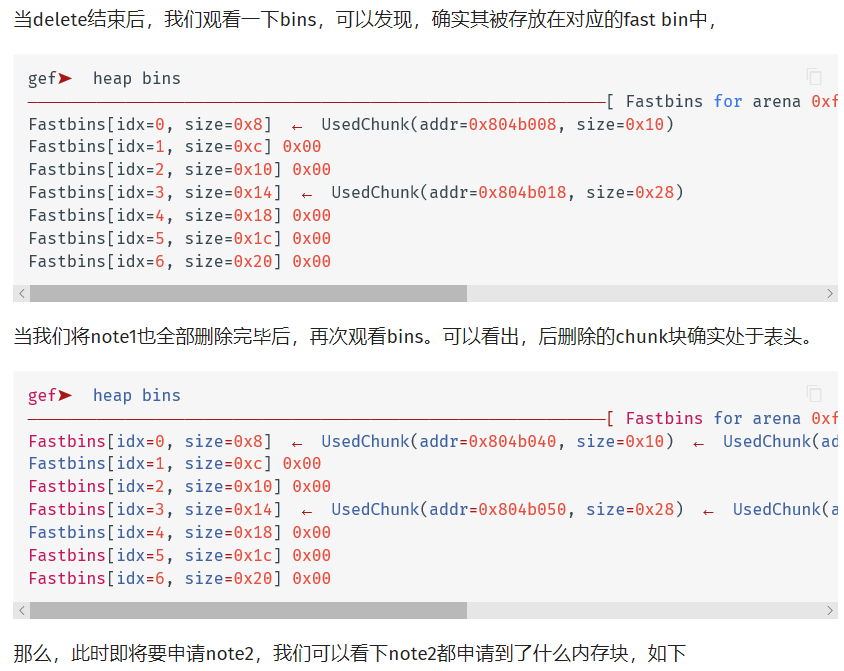 当delete结束后，我们观看一下bins，可以发现，确实其被存放在对应的fast bin中，
gef➤  heap bins
──────────────────────────────────────────────────────────[ Fastbins for arena 0xf
Fastbins[idx=0, size=0x8]  ←  UsedChunk(addr=0x804b008, size=0x10)
Fastbins[idx=1, size=0xc] 0x00
Fastbins[idx=2, size=0x10] 0x00
Fastbins[idx=3, size=0x14]  ←  UsedChunk(addr=0x804b018, size=0x28)
Fastbins[idx=4, size=0x18] 0x00
Fastbins[idx=5, size=0x1c] 0x00
Fastbins[idx=6, size=0x20] 0x00
当我们将note1也全部删除完毕后，再次观看bins。可以看出，后删除的chunk块确实处于表头。
gef➤  heap bins
──────────────────────────────────────────────────────────[ Fastbins for arena 0xf
Fastbins[idx=0, size=0x8]  ←  UsedChunk(addr=0x804b040, size=0x10)  ←  UsedChunk(ad
Fastbins[idx=1, size=0xc] 0x00
Fastbins[idx=2, size=0x10] 0x00
Fastbins[idx=3, size=0x14]  ←  UsedChunk(addr=0x804b050, size=0x28)  ←  UsedChunk(a
Fastbins[idx=4, size=0x18] 0x00
Fastbins[idx=5, size=0x1c] 0x00
Fastbins[idx=6, size=0x20] 0x00
那么，此时即将要申请note2，我们可以看下note2都申请到了什么内存块，如下